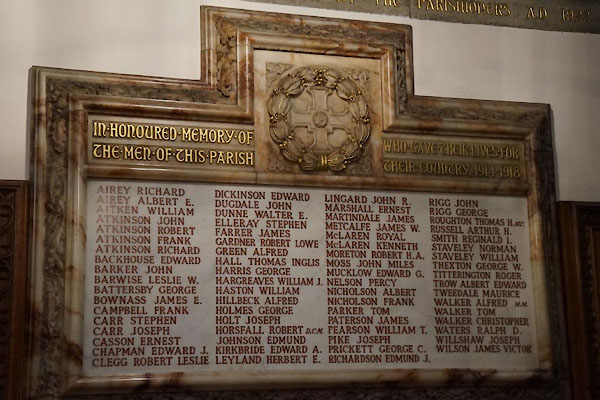 THE PARISHIONERS A.D. 1922
IN·HONOURED·MEMORY·OF
·THE·MEN·OF·THIS·PARISH
WHO·GAVE·THEIR·LIVES·FOR
THEIR·COUNTRY·1914-1918
AIREY RICHARD
AIREY ALBERT E.
AITKEN WILLIAM
ATKINSON JOHN
ATKINSON ROBERT
ATKINSON FRANK
ATKINSON RICHARD
BACKHOUSE EDWARD
BARKER JOHN
BARWISE LESLIE W.
BATTERSBY GEORGE
BOWNASS JAMES E.
CAMPBELL FRANK
CARR STEPHEN
CARR JOSEPH
CASSON ERNEST
CHAPMAN EDWARD J.
CLEGG ROBERT LESLIE
DICKINSON EDWARD
DUGDALE JOHN
DUNNE WALTER E.
ELLERAY STEPHEN
FARRER JAMES
GARDNER ROBERT LOWE
GREEN ALFRED
HALL THOMAS INGLIS
HARRIS GEORGE
HARGREAVES WILLIAM J.
HASTON WILLIAM
HILLBECK ALFRED
HOLMES GEORGE
HOLT JOSEPH
HORSFALL ROBERT D.C.M.
JOHNSON EDMUND
KIRKBRIDE EDWARD A.
LEYLAND HERBERT E.
LINGARD JOHN R.
MARSHALL ERNEST
MARTINDALE JAMES
METCALFE JAMES W.
McLAREN ROYAL
McLAREN KENNETH
MORETON ROBERT H.A.
MOSS JOHN MILES
MUCKLOW EDWARD G.
NELSON PERCY
NICHOLSON ALBERT
NICHOLSON FRANK
PARKER TOM
PATERSON JAMES
PEARSON WILLIAM T.
PIKE JOSEPH
PRICKETT GEORGE C.
RICHARDSON EDMUND J.
RIGG JOHN
RIGG GEORGE
ROUGHTON THOMAS H. M.C.
RUSSELL ARTHUR H.
SMITH REGINALD I.
STAVELEY NORMAN
STAVELEY WILLIAM
THEXTON GEORGE W.
TITTERINGTON ROGER
TROW ALBERT EDWARD
TWEEDALE MAURICE
WALKER ALFRED M.M.
WALKER TOM
WALKER CHRISTOPHER
WATERS RALPH D.
WILLSHAW JOSEPH
WILSON JAMES VICTOR